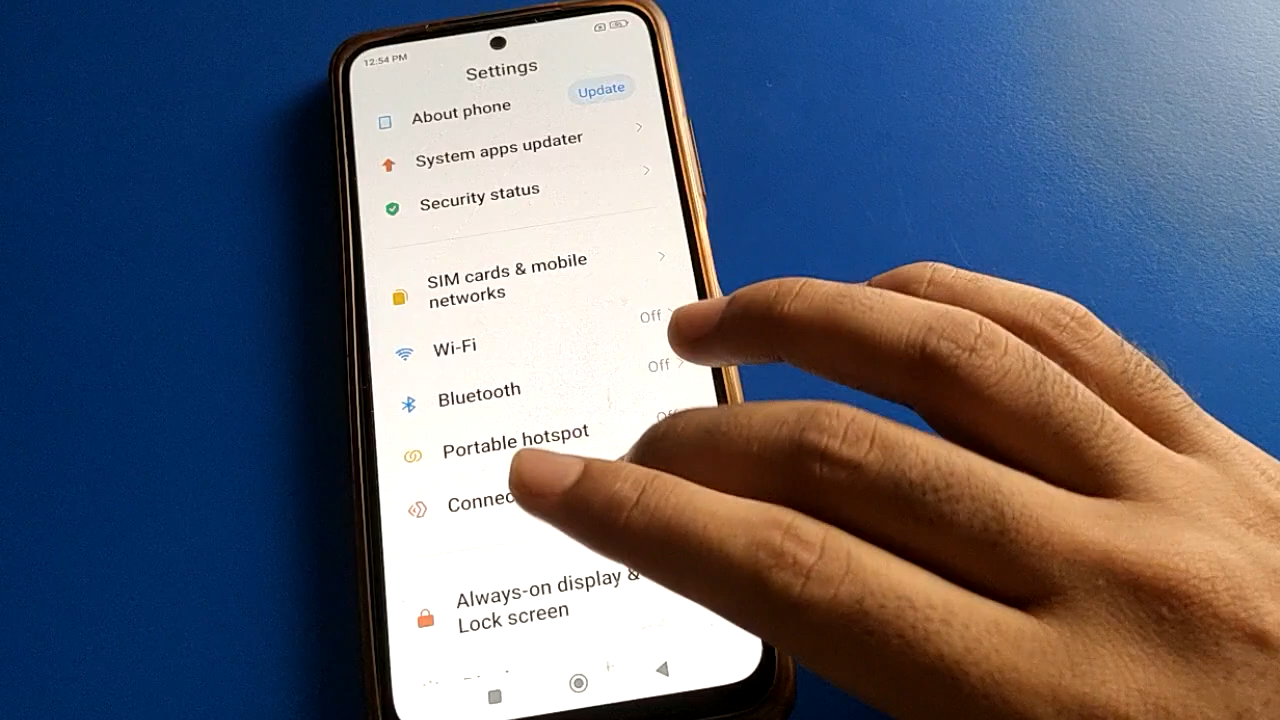 12:54 PM
Settings
About phone
Update
System apps updater
Security status
SIM cards & mobile
networks
Wi-Fi
Off
Bluetooth
Off
Portable hotspot
Off
Connec
Always-on display &
Lock screen